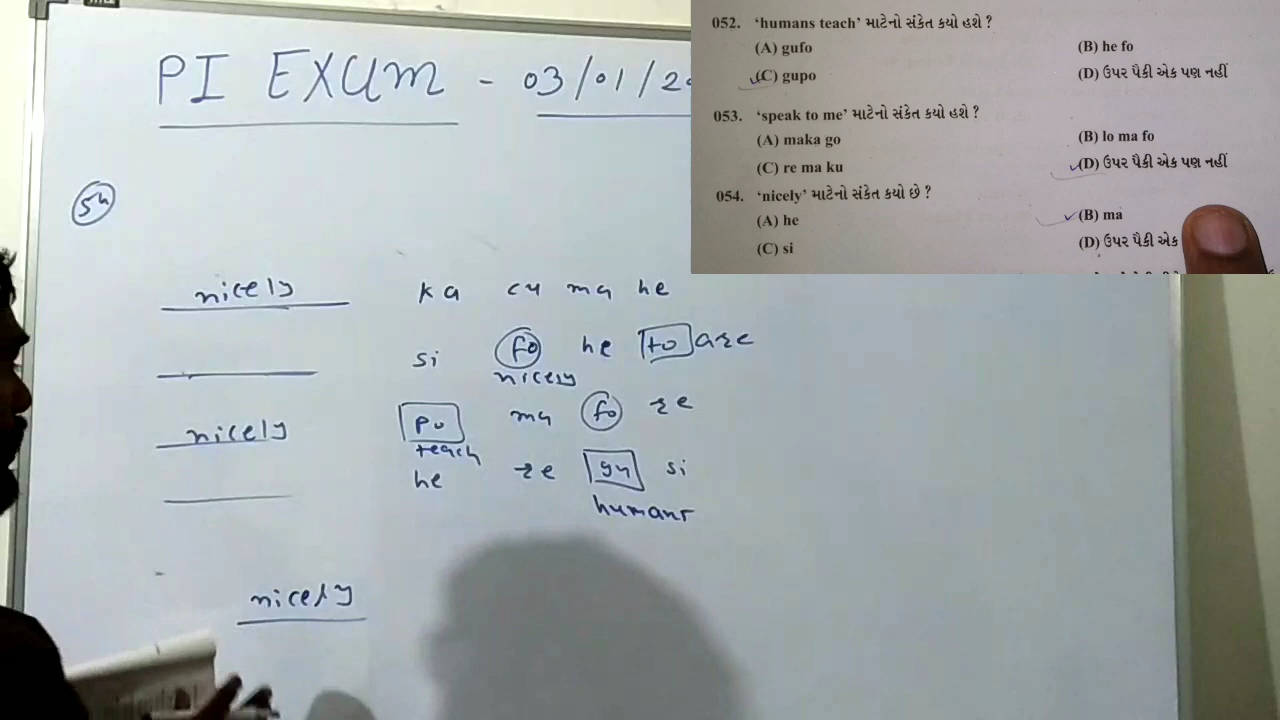 PI EXUM - 03/01/20
54
nicely ka cu ma he
si fo he to are
nicely
nicely po ma fo re
teach
he re gu si
humans
nicely
052. ‘humans teach’ માટેનો સંકેત કયો હશે ?
(A) gufo (B) he fo
(C) gupo (D) ઉપર પૈકી એક પણ નહીં
053. ‘speak to me’ માટેનો સંકેત કયો હશે ?
(A) maka go (B) lo ma fo
(C) re ma ku (D) ઉપર પૈકી એક પણ નહીં
054. ‘nicely’ માટેનો સંકેત કયો છે ?
(A) he (B) ma
(C) si (D) ઉપર પૈકી એક